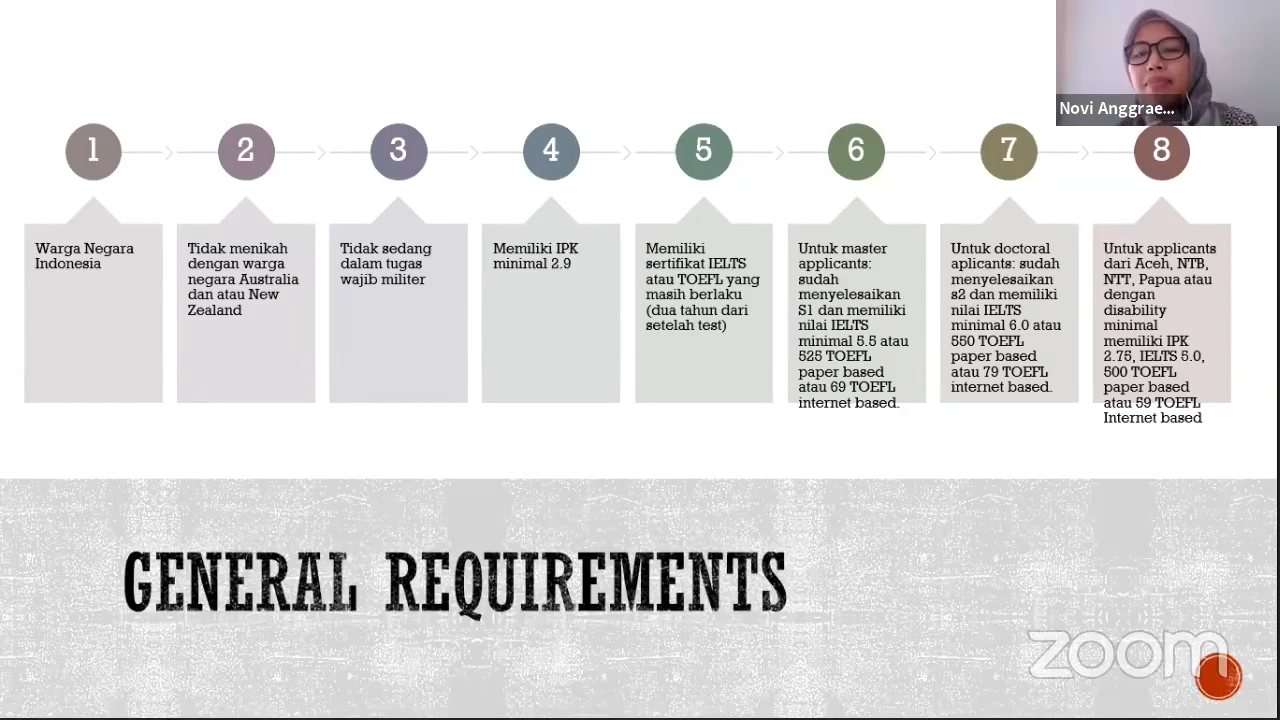 Novi Anggrae...
1
2
3
4
5
6
7
8
Warga Negara
Indonesia
Tidak menikah
dengan warga
negara Australia
dan atau New
Zealand
Tidak sedang
dalam tugas
wajib militer
Memiliki IPK
minimal 2.9
Memiliki
sertifikat IELTS
atau TOEFL yang
masih berlaku
(dua tahun dari
setelah test)
Untuk master
applicants:
sudah
menyelesaikan
S1 dan memiliki
nilai IELTS
minimal 5.5 atau
525 TOEFL
paper based
atau 69 TOEFL
internet based.
Untuk doctoral
aplicants: sudah
menyelesaikan
s2 dan memiliki
nilai IELTS
minimal 6.0 atau
550 TOEFL
paper based
atau 79 TOEFL
internet based.
Untuk applicants
dari Aceh, NTB,
NTT, Papua atau
dengan
disability
minimal
memiliki IPK
2.75, IELTS 5.0,
500 TOEFL
paper based
atau 59 TOEFL
Internet based
GENERAL REQUIREMENTS
zoom